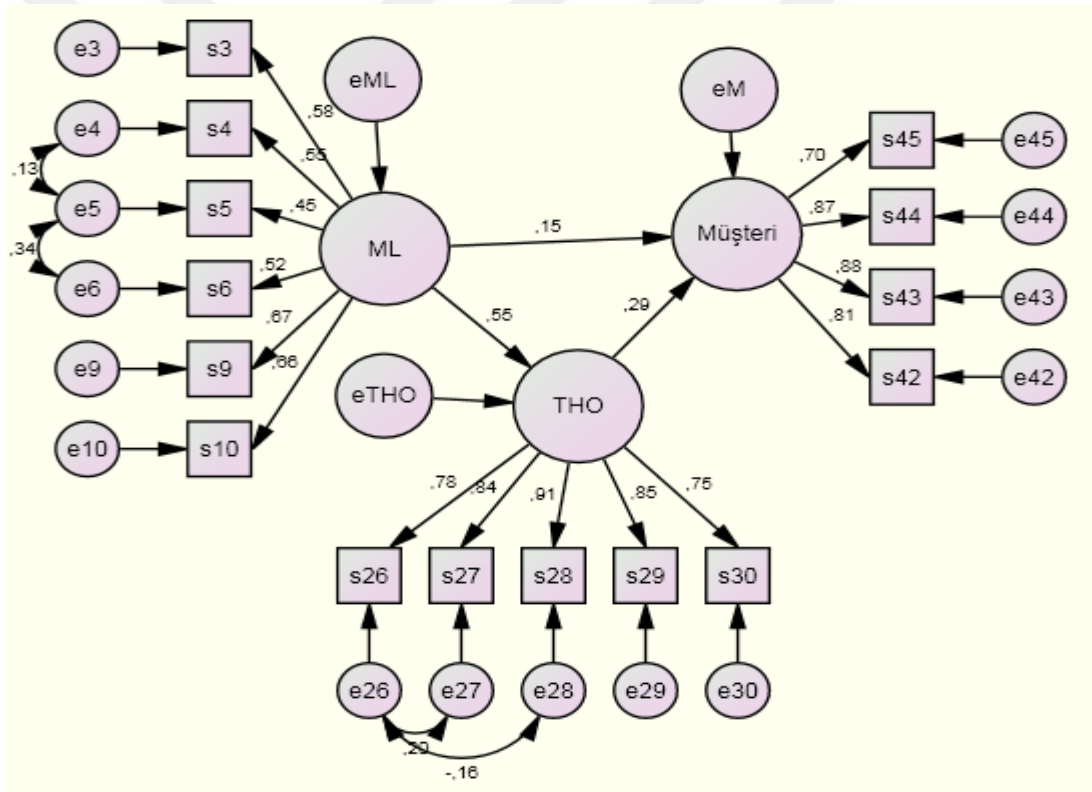 e3
s3
eML
eM
,58
e4
s4
,55
s45
e45
,70
,13
e5
s5
,45
ML
,15
Müşteri
,87
s44
e44
,34
e6
s6
,52
,88
s43
e43
,67
,55
,29
,81
e9
s9
,66
eTHO
THO
s42
e42
e10
s10
,78
,84
,91
,85
,75
s26
s27
s28
s29
s30
e26
e27
e28
e29
e30
-,16